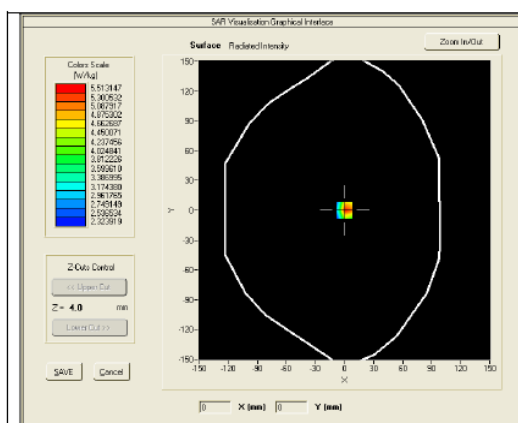 SAR Visualisation Graphical Interface
Surface Radiated Intensity
Zoom In/Out
Colors Scale
(W/kg)
5.513147
5.300532
5.087917
4.875302
4.662687
4.450071
4.237456
4.024841
3.812226
3.599610
3.386995
3.174380
2.961765
2.749149
2.536534
2.323919
150
120
90
60
30
0
-30
-60
-90
-120
-150
Y
-150 -120 -90 -60 -30 0 30 60 90 120 150
X
Z-Cuts Control
<< Upper Cut
Z = 4.0 mm
Lower Cut >>
SAVE Cancel
0 X (mm) 0 Y (mm)